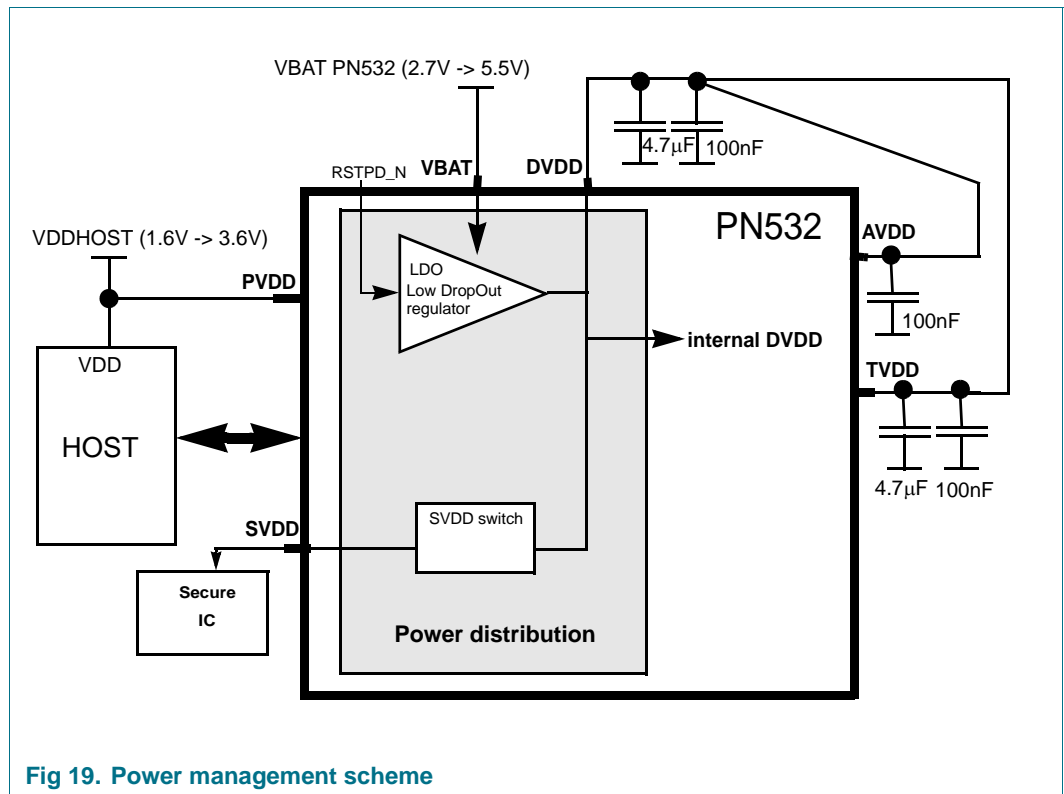 VBAT PN532 (2.7V -> 5.5V)
4.7µF
100nF
RSTPD_N
VBAT
DVDD
PN532
VDDHOST (1.6V -> 3.6V)
AVDD
PVDD
LDO
Low DropOut
regulator
100nF
internal DVDD
VDD
TVDD
HOST
4.7µF
100nF
SVDD
SVDD switch
Secure
IC
Power distribution
Fig 19. Power management scheme